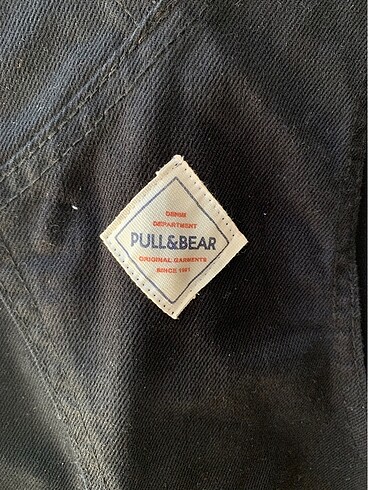 DENIM
DEPARTMENT
PULL&BEAR
ORIGINAL GARMENTS
SINCE 1991